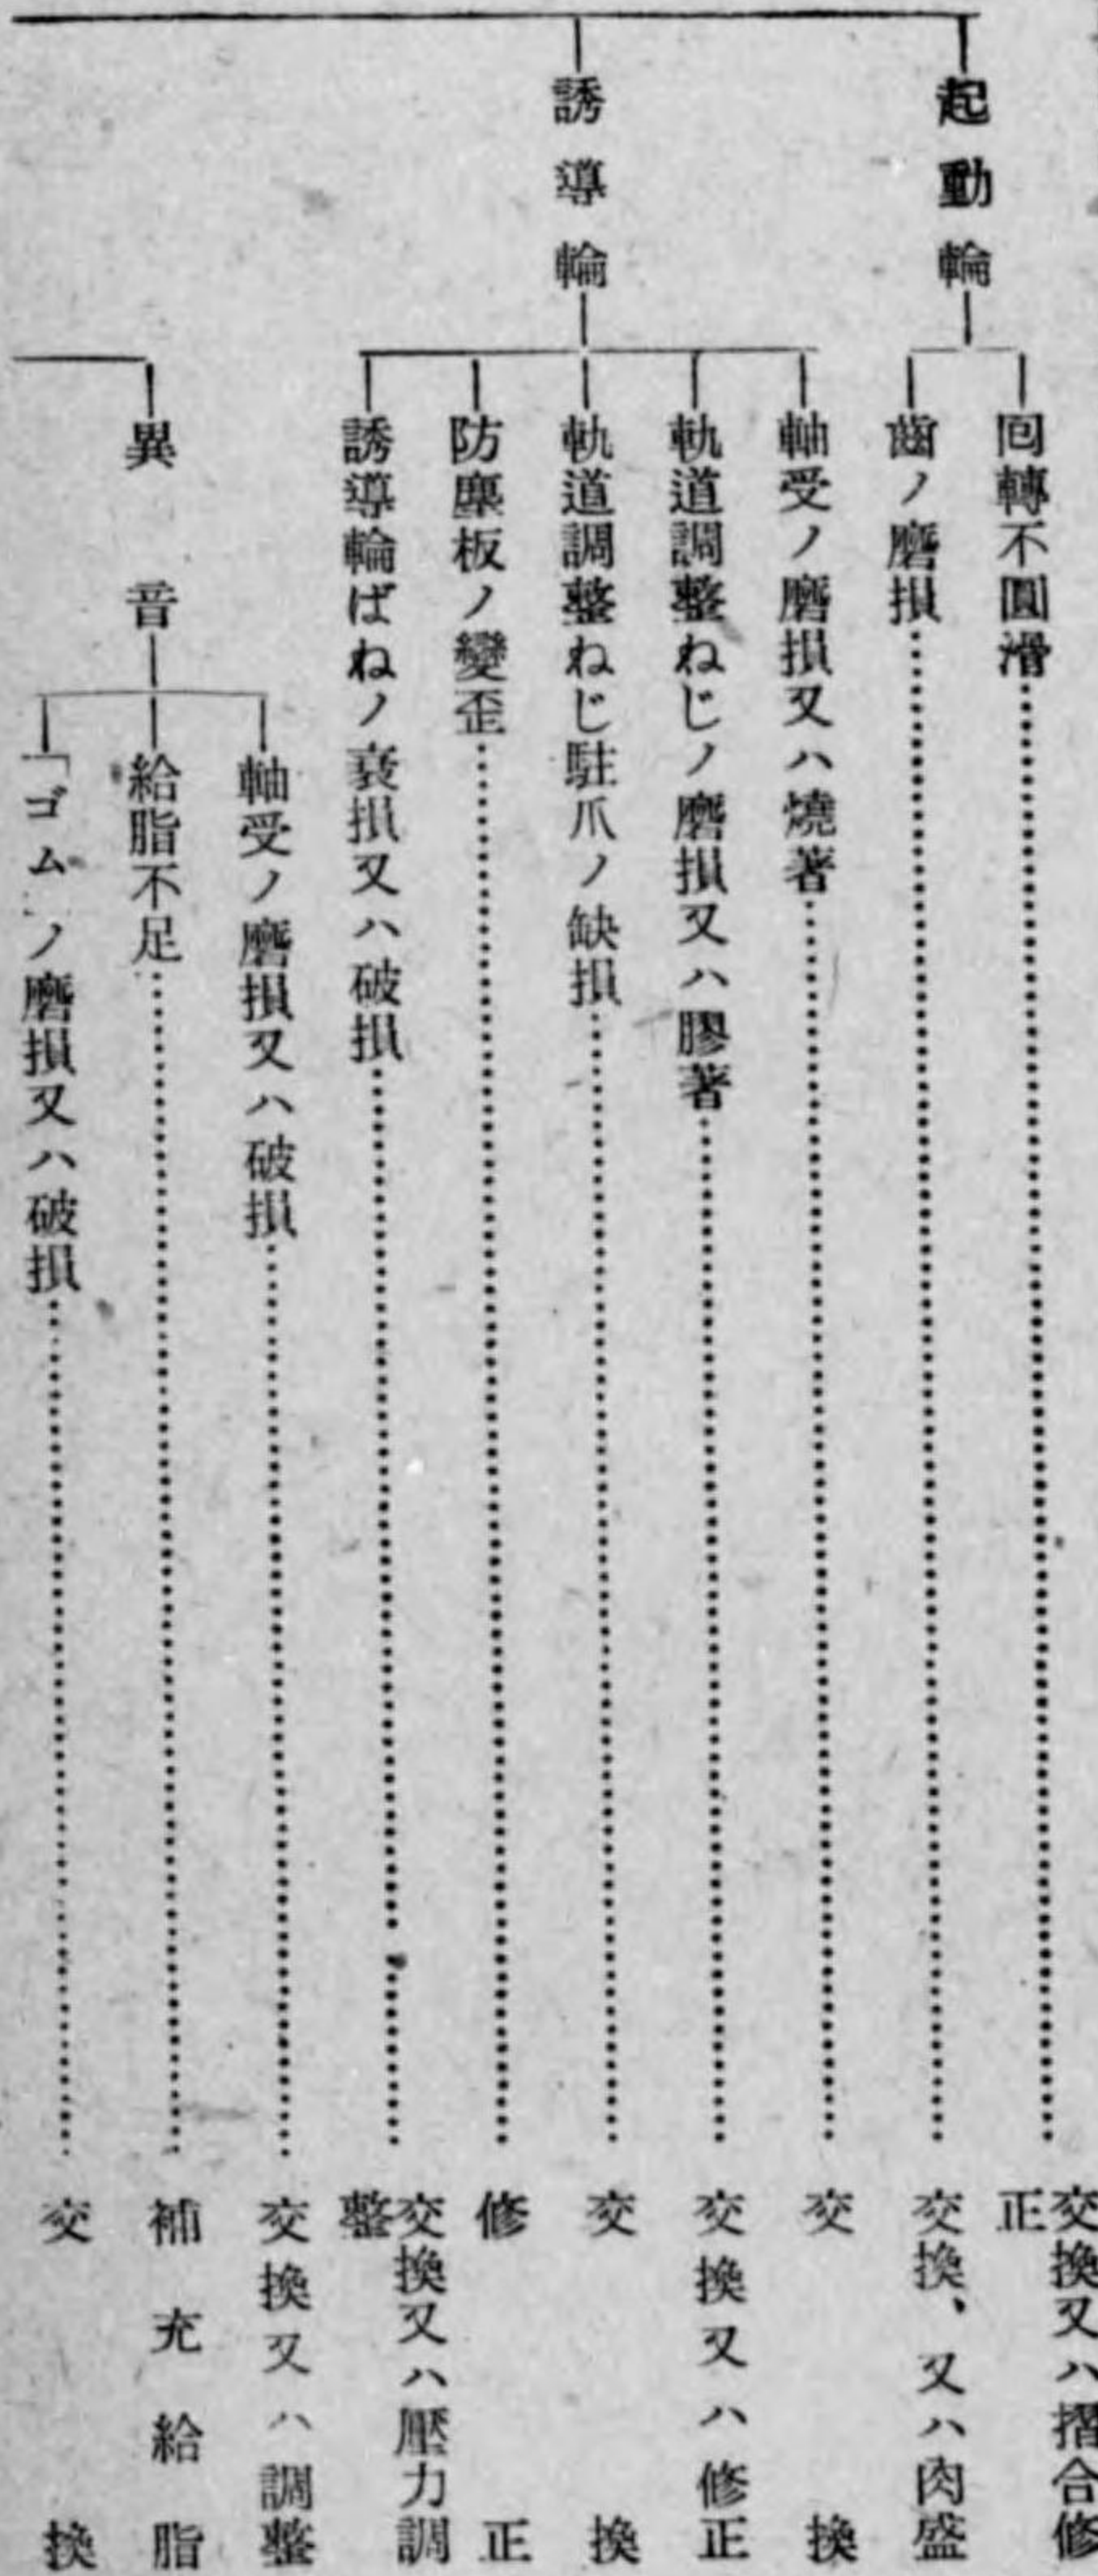 起動輪
回轉不圓滑
交換又ハ摺合修
正
齒ノ磨損
交換、又ハ肉盛
誘導輪
軸受ノ磨損又ハ燒著
交換
軌道調整ねじノ磨損又ハ膠著
交換又ハ修正
軌道調整ねじ駐爪ノ缺損
交換
防塵板ノ變歪
修正
誘導輪ばねノ衰損又ハ破損
交換又ハ壓力調
整
異音
軸受ノ磨損又ハ破損
交換又ハ調整
給脂不足
補充給脂
「ゴム」ノ磨損又ハ破損
交換